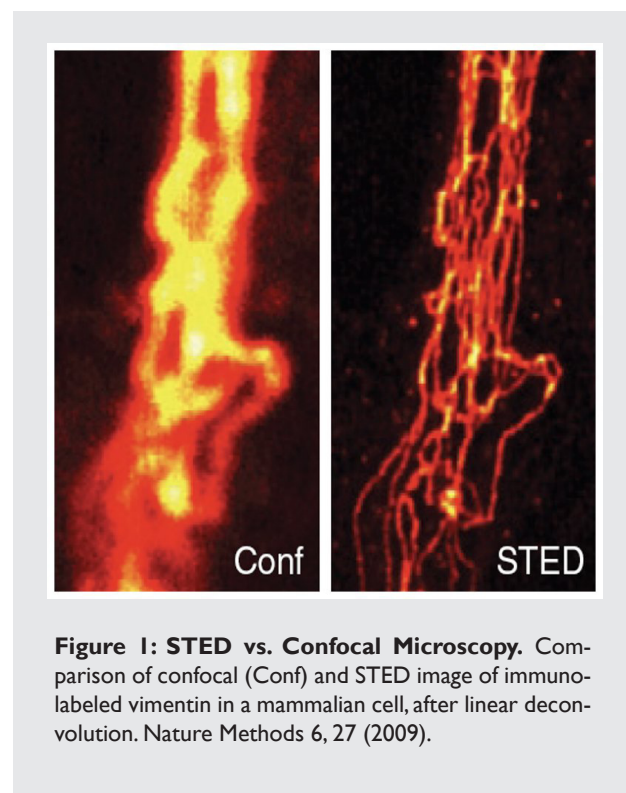 Conf
STED
Figure 1: STED vs. Confocal Microscopy. Com-
parison of confocal (Conf) and STED image of immuno-
labeled vimentin in a mammalian cell, after linear decon-
volution. Nature Methods 6, 27 (2009).